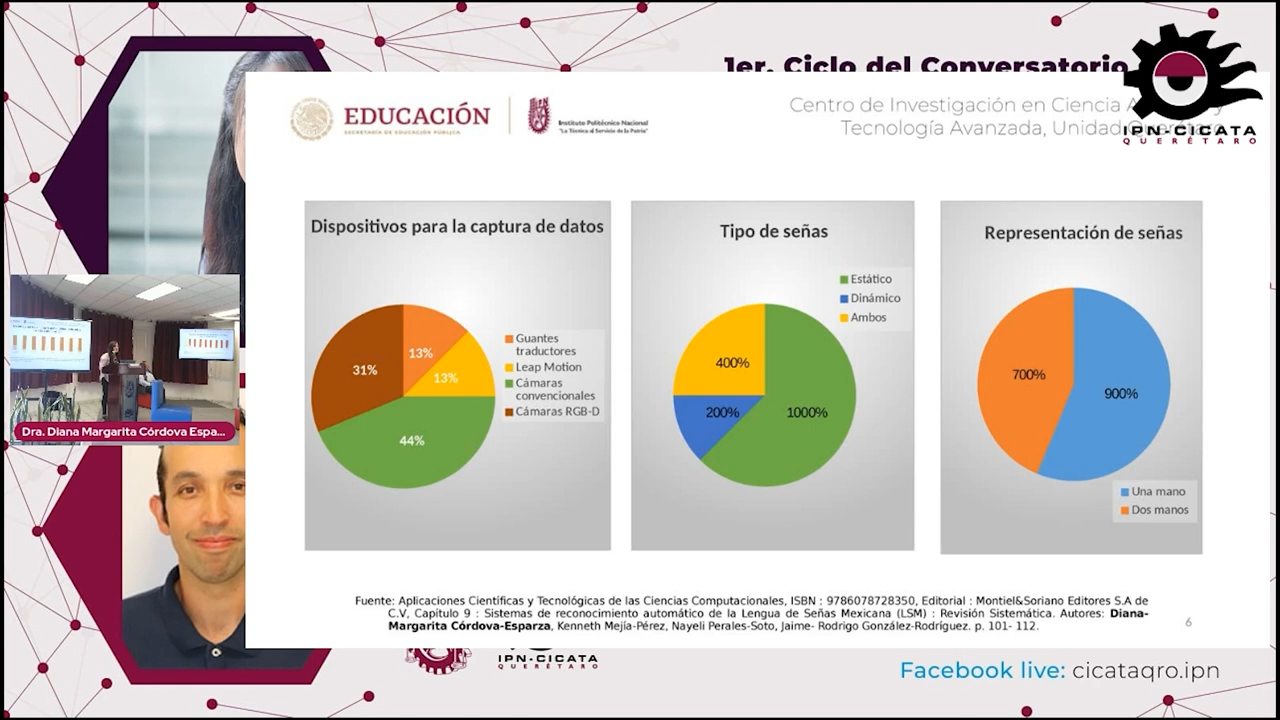 1er. Ciclo del Conversatorio
EDUCACIÓN
SECRETARÍA DE EDUCACIÓN PÚBLICA
Instituto Politécnico Nacional
"La Técnica al Servicio de la Patria"
Centro de Investigación en Ciencia
Tecnología Avanzada, Unidad
IPN-CICATA
QUERÉTARO
Dispositivos para la captura de datos
13%
13%
44%
31%
Guantes
traductores
Leap Motion
Cámaras
convencionales
Cámaras RGB-D
Tipo de señas
Estático
Dinámico
Ambos
400%
200%
1000%
Representación de señas
700%
900%
Una mano
Dos manos
Dra. Diana Margarita Córdova Espa...
Fuente: Aplicaciones Científicas y Tecnológicas de las Ciencias Computacionales, ISBN : 9786078728350, Editorial : Montiel&Soriano Editores S.A de
C.V, Capítulo 9 : Sistemas de reconocimiento automático de la Lengua de Señas Mexicana (LSM) : Revisión Sistemática. Autores: Diana-
Margarita Córdova-Esparza, Kenneth Mejía-Pérez, Nayeli Perales-Soto, Jaime- Rodrigo González-Rodríguez. p. 101- 112.
6
IPN-CICATA
QUERÉTARO
Facebook live: cicataqro.ipn